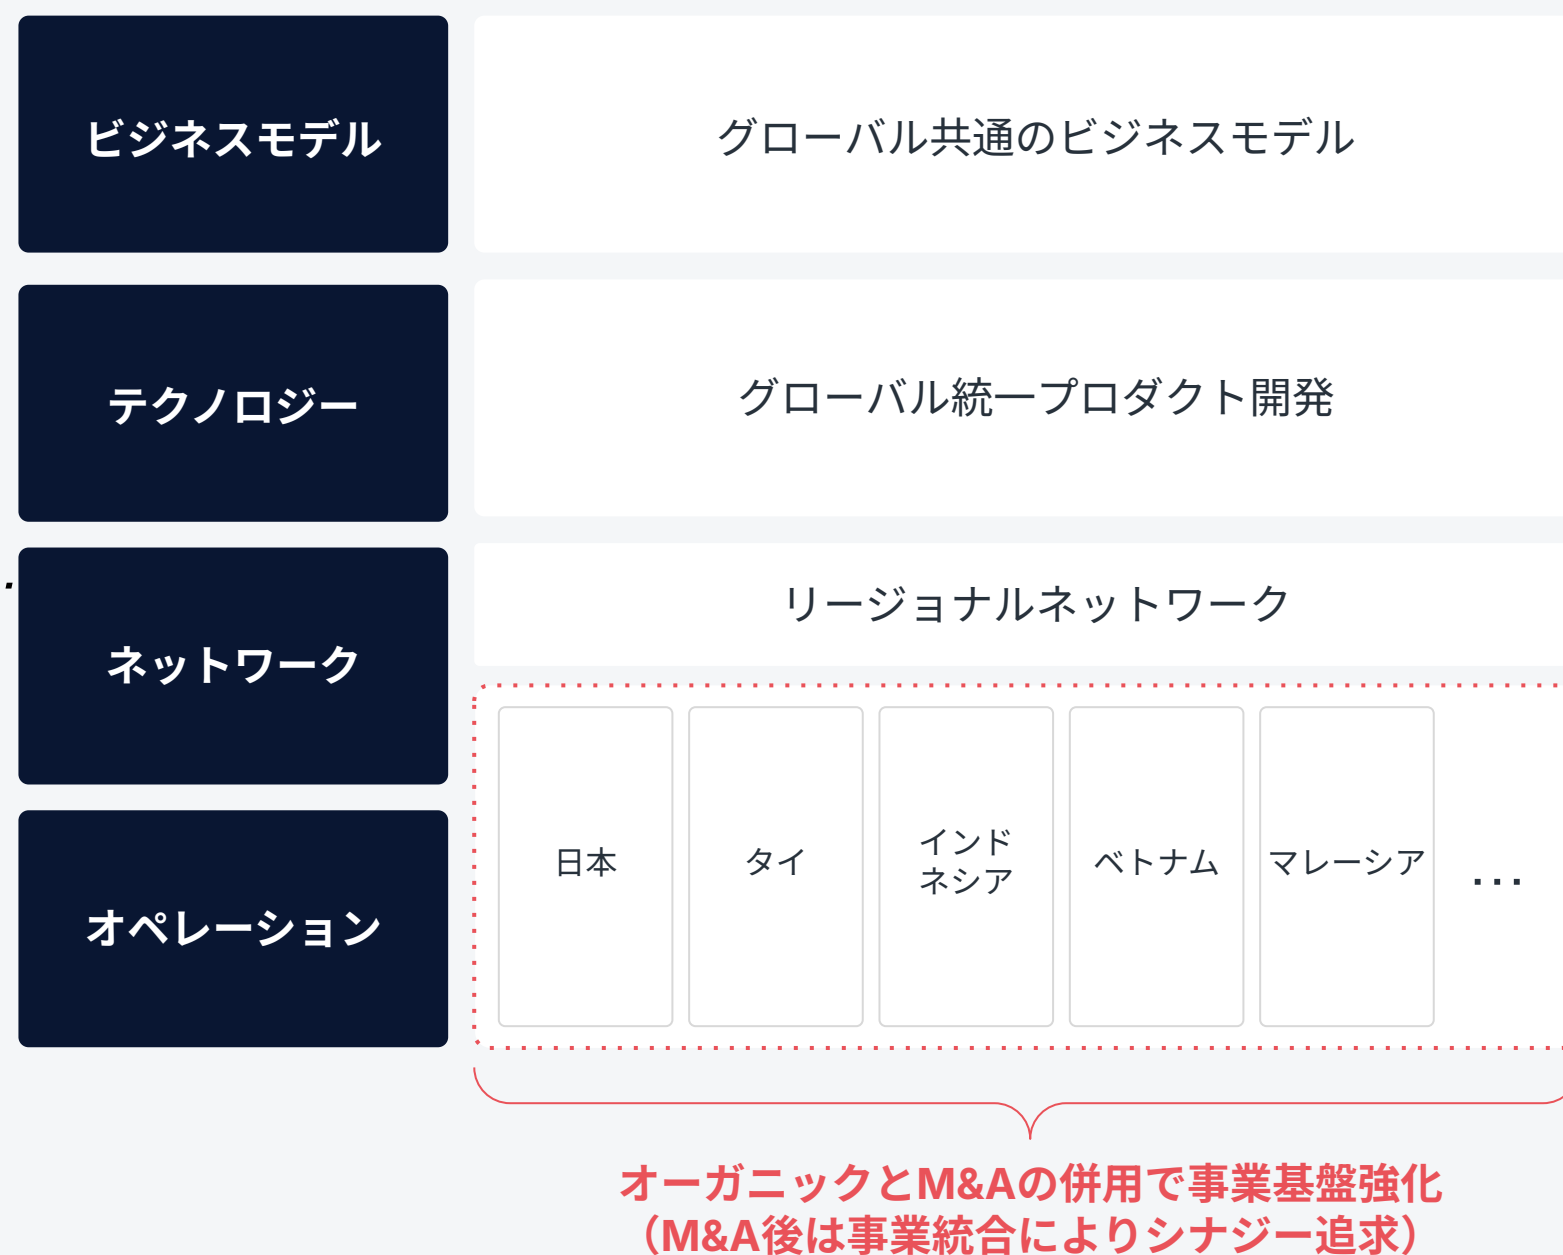 ビジネスモデル
グローバル共通のビジネスモデル
テクノロジー
グローバル統一プロダクト開発
ネットワーク
リージョナルネットワーク
オペレーション
日本
タイ
インド
ネシア
ベトナム
マレーシア
...
オーガニックとM&Aの併用で事業基盤強化
（M&A後は事業統合によりシナジー追求）